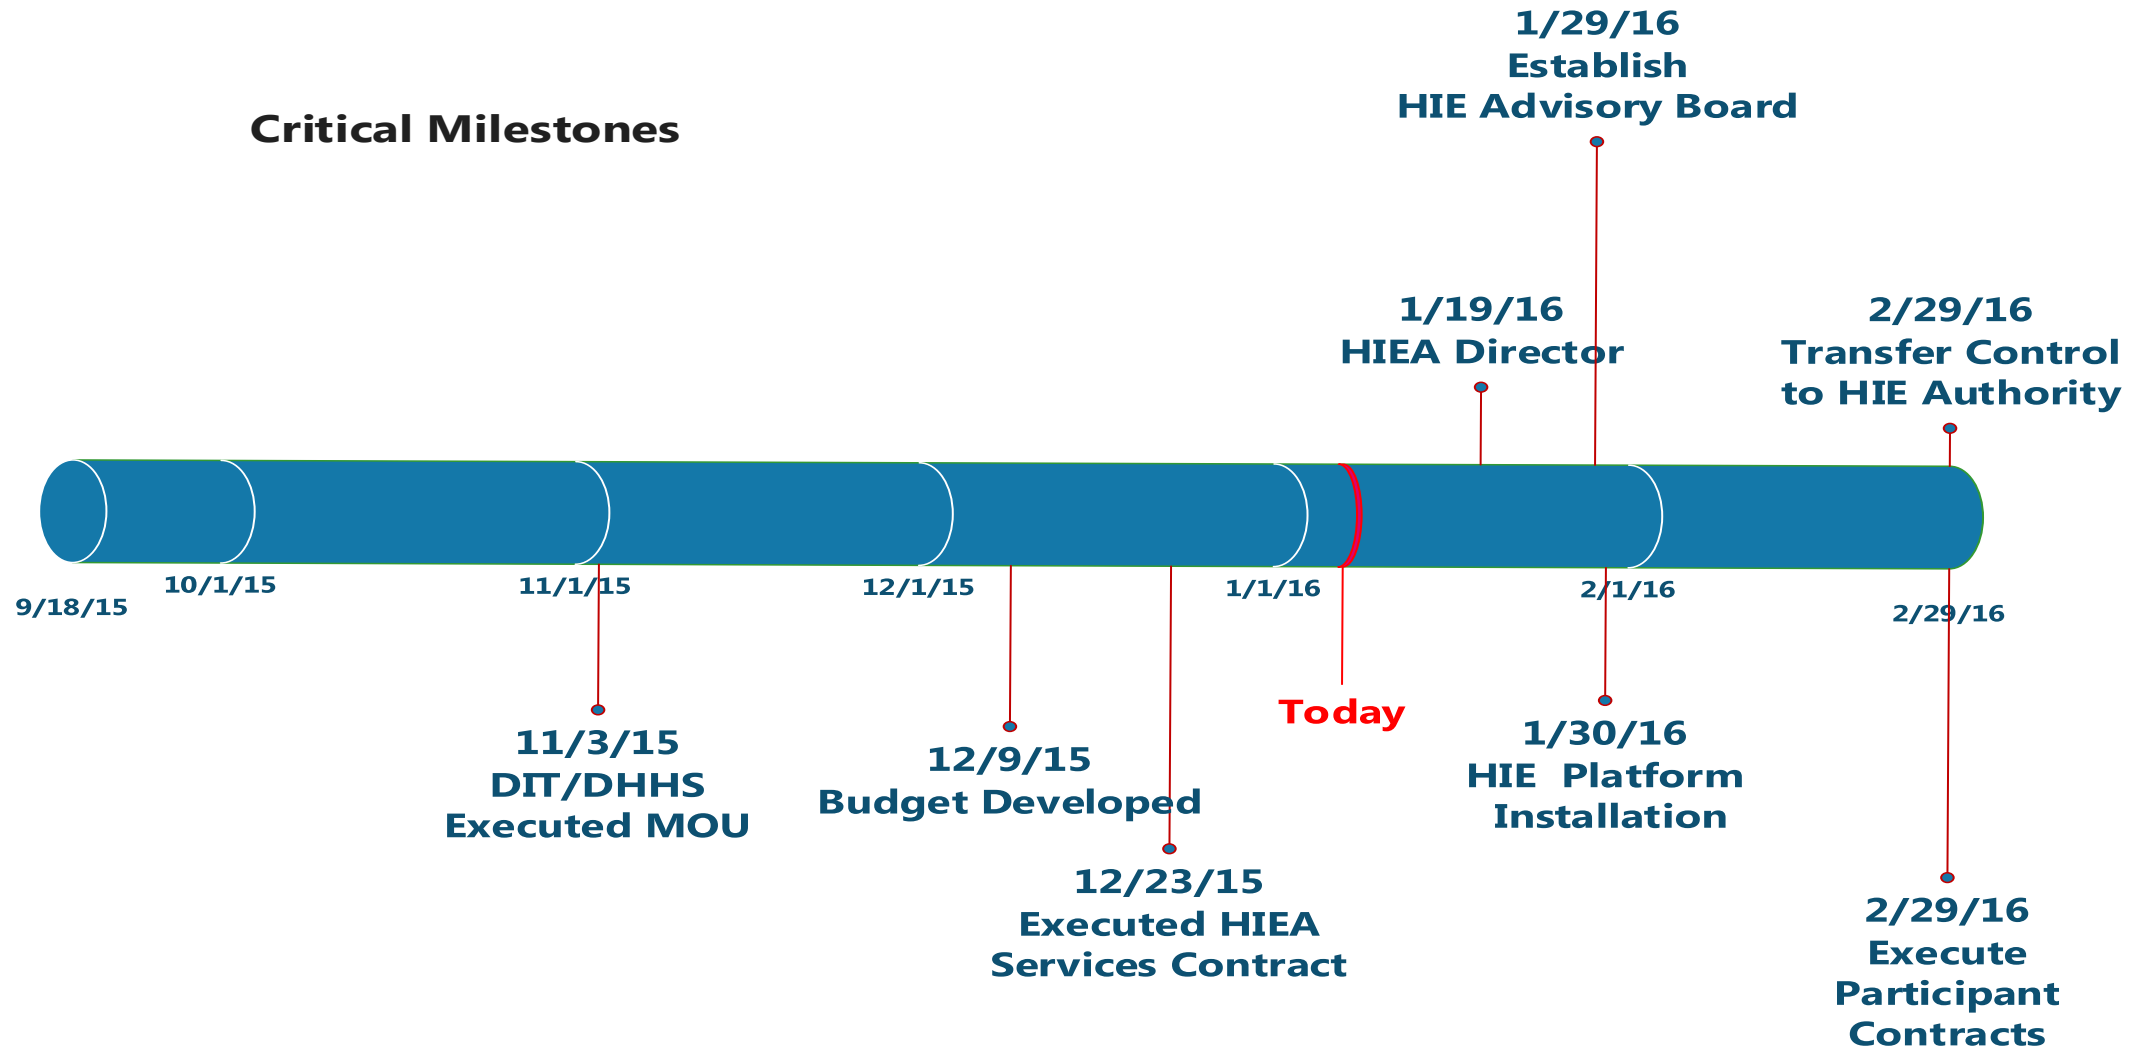 Critical Milestones
1/29/16
Establish
HIE Advisory Board
1/19/16
HIEA Director
2/29/16
Transfer Control
to HIE Authority
9/18/15
10/1/15
11/1/15
12/1/15
1/1/16
2/1/16
2/29/16
11/3/15
DIT/DHHS
Executed MOU
12/9/15
Budget Developed
12/23/15
Executed HIEA
Services Contract
Today
1/30/16
HIE  Platform
Installation
2/29/16
Execute
Participant
Contracts